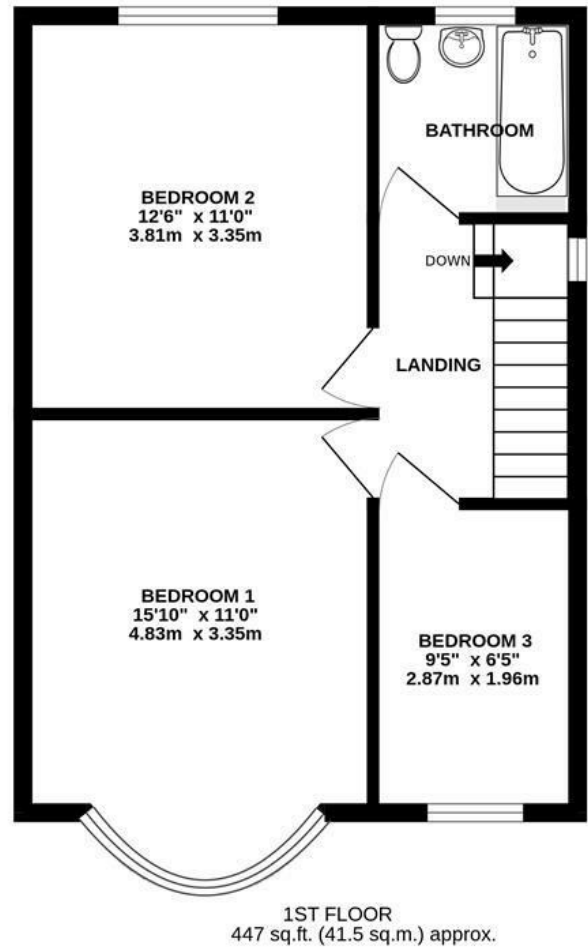 BATHROOM
BEDROOM 2
12'6" x 11'0"
3.81m x 3.35m
DOWN
LANDING
BEDROOM 1
15'10" x 11'0"
4.83m x 3.35m
BEDROOM 3
9'5" x 6'5"
2.87m x 1.96m
1ST FLOOR
447 sq.ft. (41.5 sq.m.) approx.